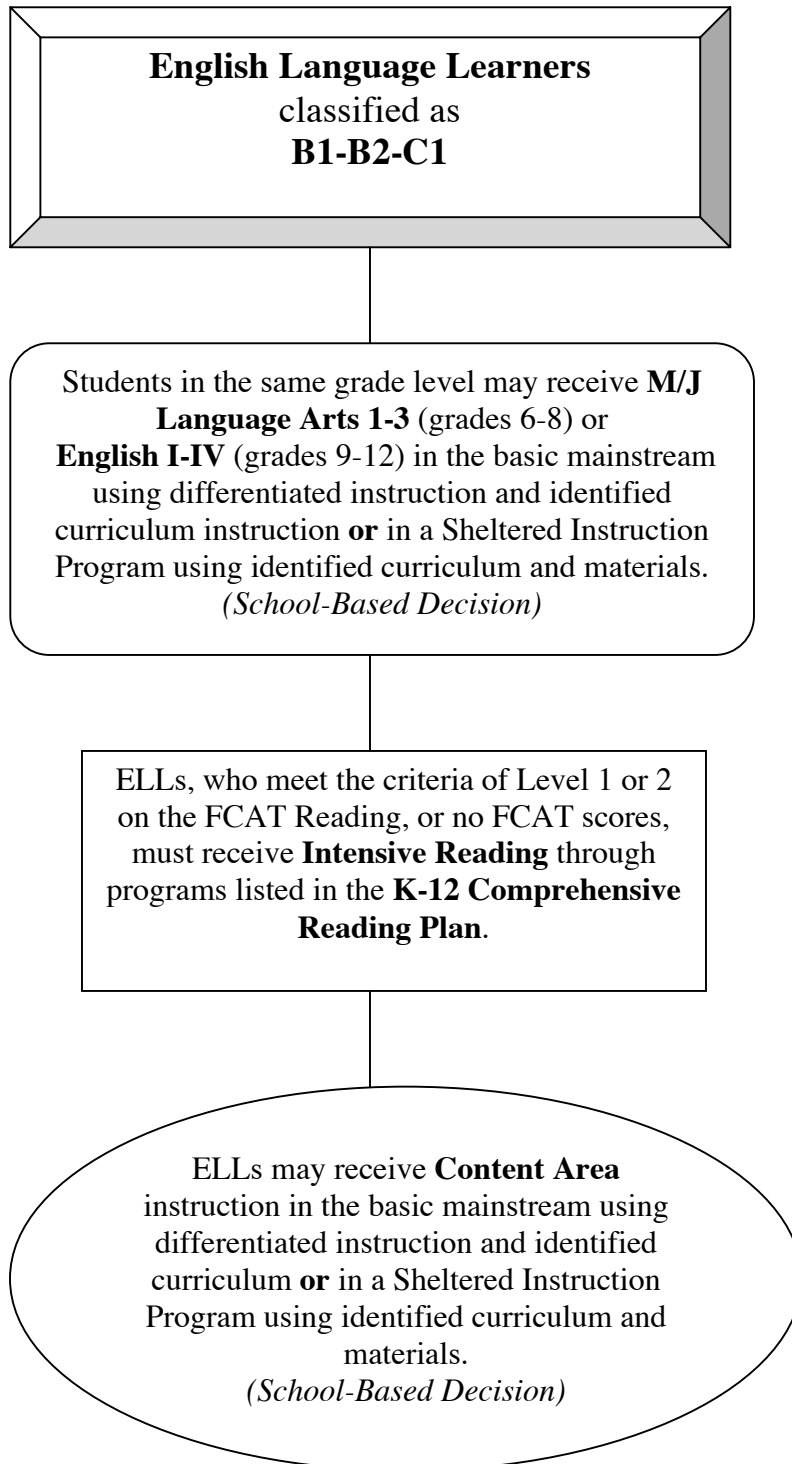 English Language Learners
classified as
B1-B2-C1
Students in the same grade level may receive M/J
Language Arts 1-3 (grades 6-8) or
English I-IV (grades 9-12) in the basic mainstream
using differentiated instruction and identified
curriculum instruction or in a Sheltered Instruction
Program using identified curriculum and materials.
(School-Based Decision)
ELLs, who meet the criteria of Level 1 or 2
on the FCAT Reading, or no FCAT scores,
must receive Intensive Reading through
programs listed in the K-12 Comprehensive
Reading Plan.
ELLs may receive Content Area
instruction in the basic mainstream using
differentiated instruction and identified
curriculum or in a Sheltered Instruction
Program using identified curriculum and
materials.
(School-Based Decision)